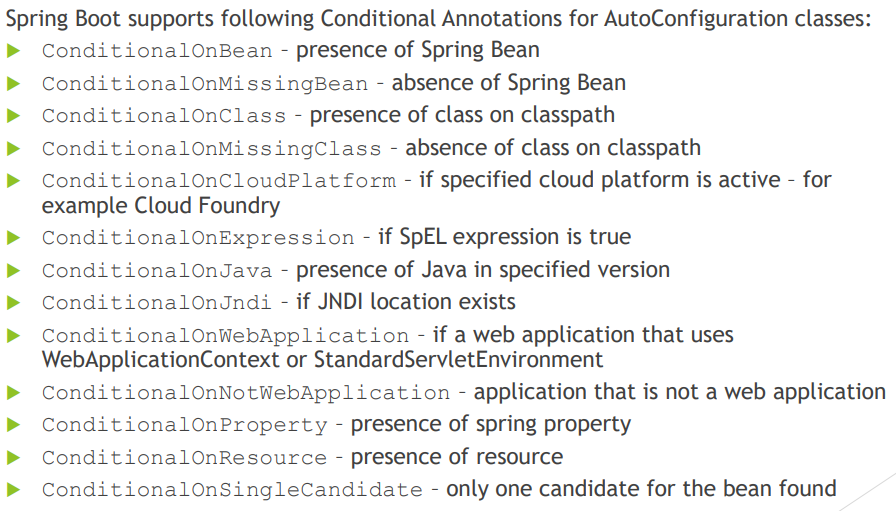 Spring Boot supports following Conditional Annotations for AutoConfiguration classes:
ConditionalOnBean - presence of Spring Bean
ConditionalOnMissingBean - absence of Spring Bean
ConditionalOnClass - presence of class on classpath
ConditionalOnMissingClass - absence of class on classpath
ConditionalOnCloudPlatform - if specified cloud platform is active - for
example Cloud Foundry
ConditionalOnExpression - if SpEL expression is true
ConditionalOnJava - presence of Java in specified version
ConditionalOnJndi - if JNDI location exists
ConditionalOnWebApplication - if a web application that uses
WebApplicationContext or StandardServletEnvironment
ConditionalOnNotWebApplication - application that is not a web application
ConditionalOnProperty - presence of spring property
ConditionalOnResource - presence of resource
ConditionalOnSingleCandidate - only one candidate for the bean found